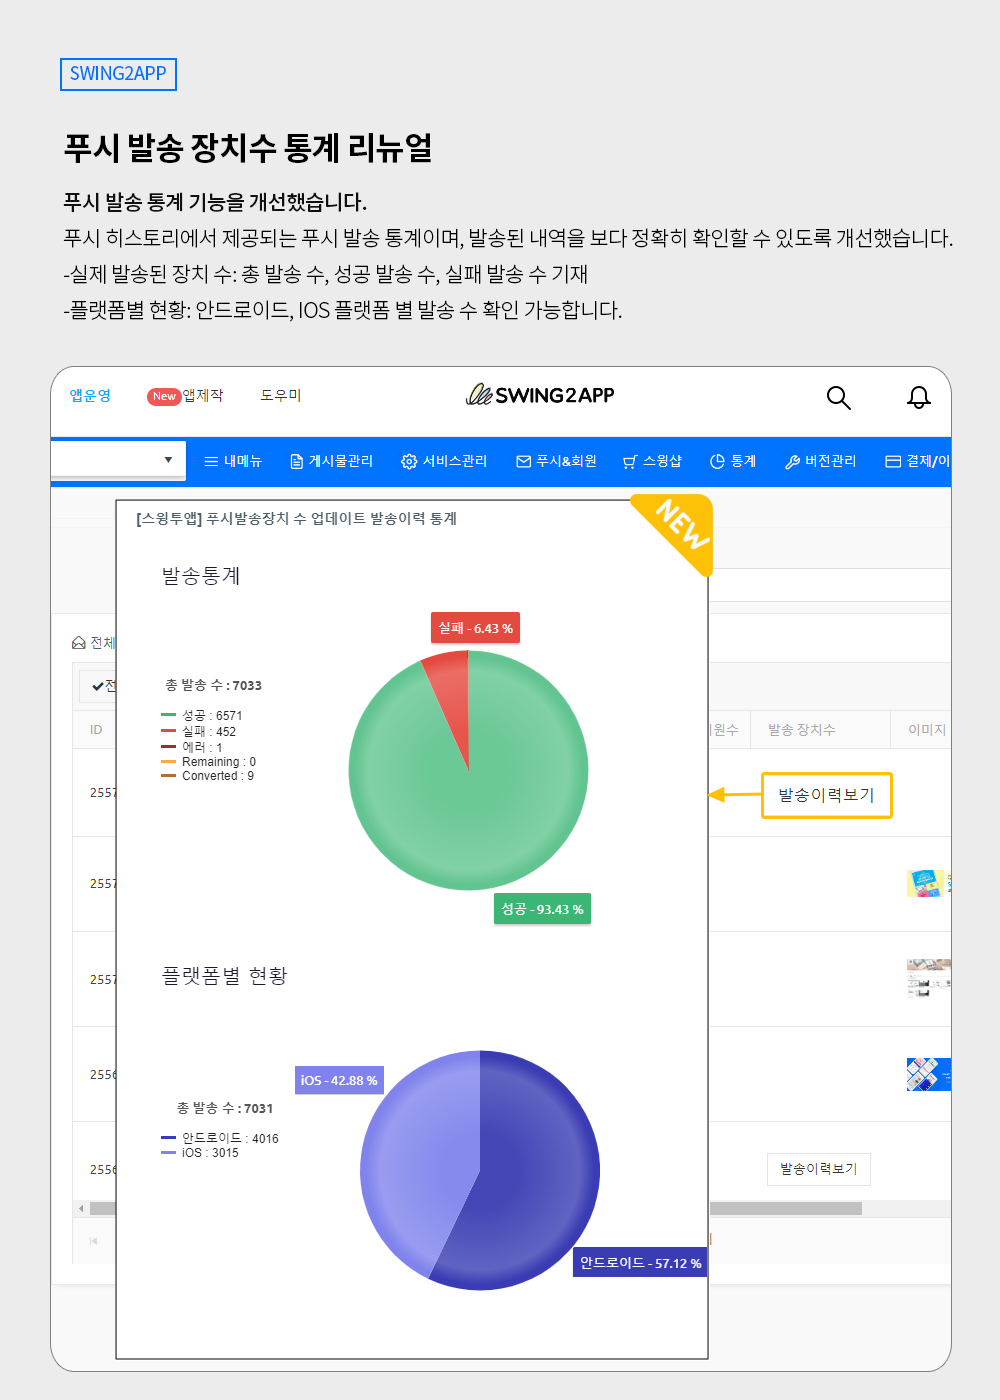 SWING2APP
푸시 발송 장치수 통계 리뉴얼
푸시 발송 통계 기능을 개선했습니다.
푸시 히스토리에서 제공되는 푸시 발송 통계이며, 발송된 내역을 보다 정확히 확인할 수 있도록 개선했습니다.
-실제 발송된 장치 수: 총 발송 수, 성공 발송 수, 실패 발송 수 기재
-플랫폼별 현황: 안드로이드, IOS 플랫폼 별 발송 수 확인 가능합니다.
앱운영 New 앱제작 도우미 SWING2APP
내메뉴 게시물관리 서비스관리 푸시&회원 스윙샵 통계 버전관리 결제/이
[스윙투앱] 푸시발송장치 수 업데이트 발송이력 통계
NEW
발송통계
실패 - 6.43 %
전체
총 발송 수 : 7033
전
성공 : 6571
실패 : 452
에러 : 1
Remaining : 0
Converted : 9
ID
원수 발송 장치수 이미지
2557
발송이력보기
2557
성공 - 93.43 %
플랫폼별 현황
2557
iOS - 42.88 %
2556
총 발송 수 : 7031
안드로이드 : 4016
iOS : 3015
2556
발송이력보기
안드로이드 - 57.12 %